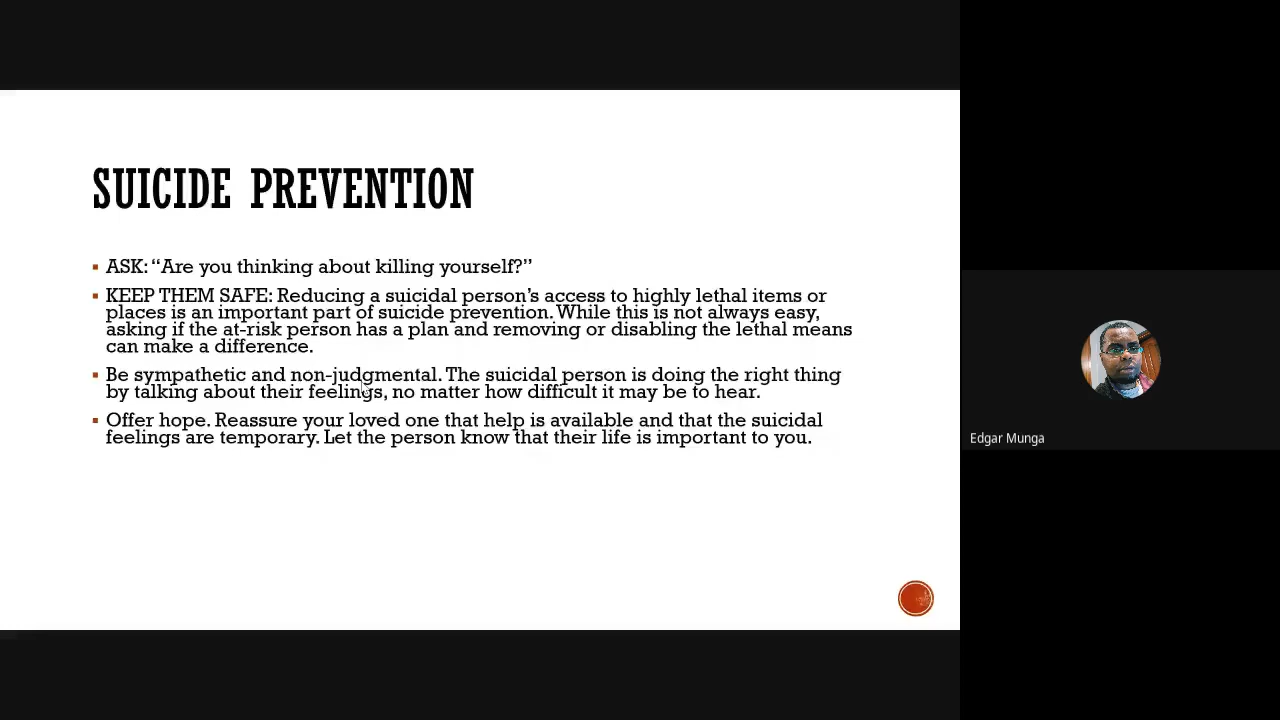 SUICIDE PREVENTION
ASK: “Are you thinking about killing yourself?”
KEEP THEM SAFE: Reducing a suicidal person’s access to highly lethal items or
places is an important part of suicide prevention. While this is not always easy,
asking if the at-risk person has a plan and removing or disabling the lethal means
can make a difference.
Be sympathetic and non-judgmental. The suicidal person is doing the right thing
by talking about their feelings, no matter how difficult it may be to hear.
Offer hope. Reassure your loved one that help is available and that the suicidal
feelings are temporary. Let the person know that their life is important to you.
Edgar Munga